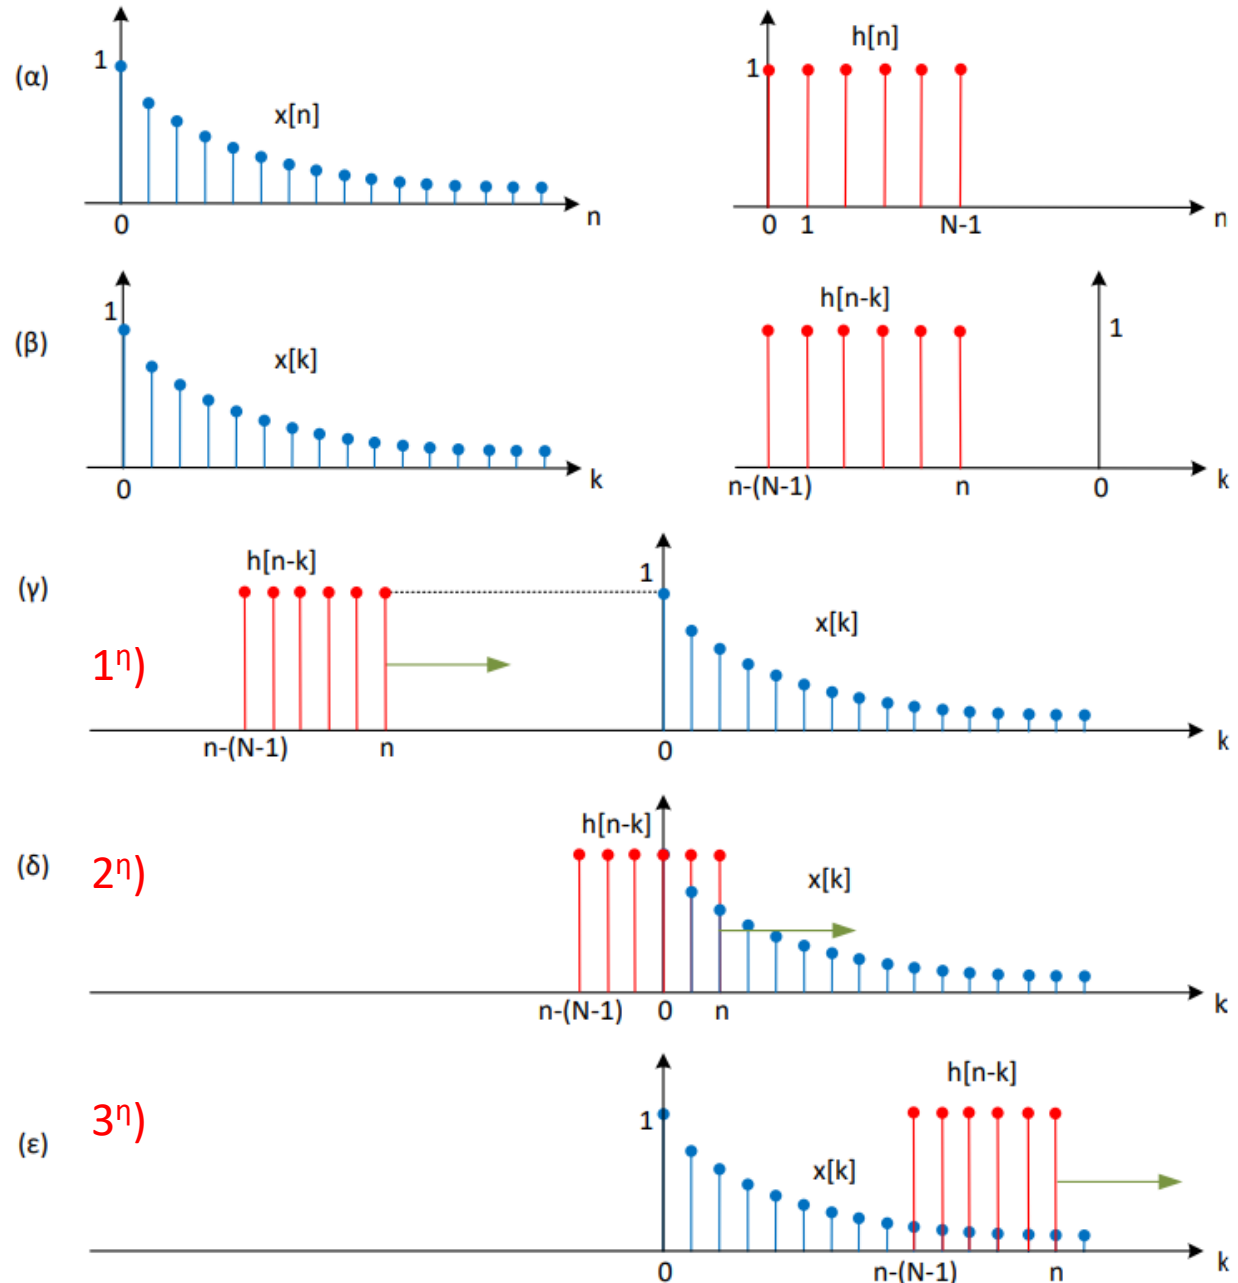 (α)
1
x[n]
0
n
h[n]
1
0 1 N-1
n
(β)
1
x[k]
0
k
h[n-k]
1
n-(N-1) n 0
k
(γ)
1η)
h[n-k]
1
x[k]
n-(N-1) n 0
k
(δ)
2η)
h[n-k]
x[k]
n-(N-1) 0 n
k
(ε)
3η)
1
h[n-k]
x[k]
0 n-(N-1) n
k